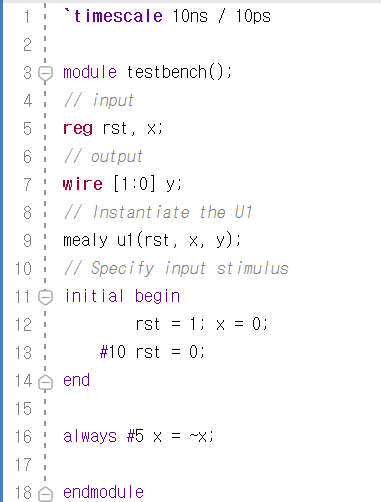 1 `timescale 10ns / 10ps
2
3 module testbench();
4 // input
5 reg rst, x;
6 // output
7 wire [1:0] y;
8 // Instantiate the U1
9 mealy u1(rst, x, y);
10 // Specify input stimulus
11 initial begin
12 rst = 1; x = 0;
13 #10 rst = 0;
14 end
15
16 always #5 x = ~x;
17
18 endmodule